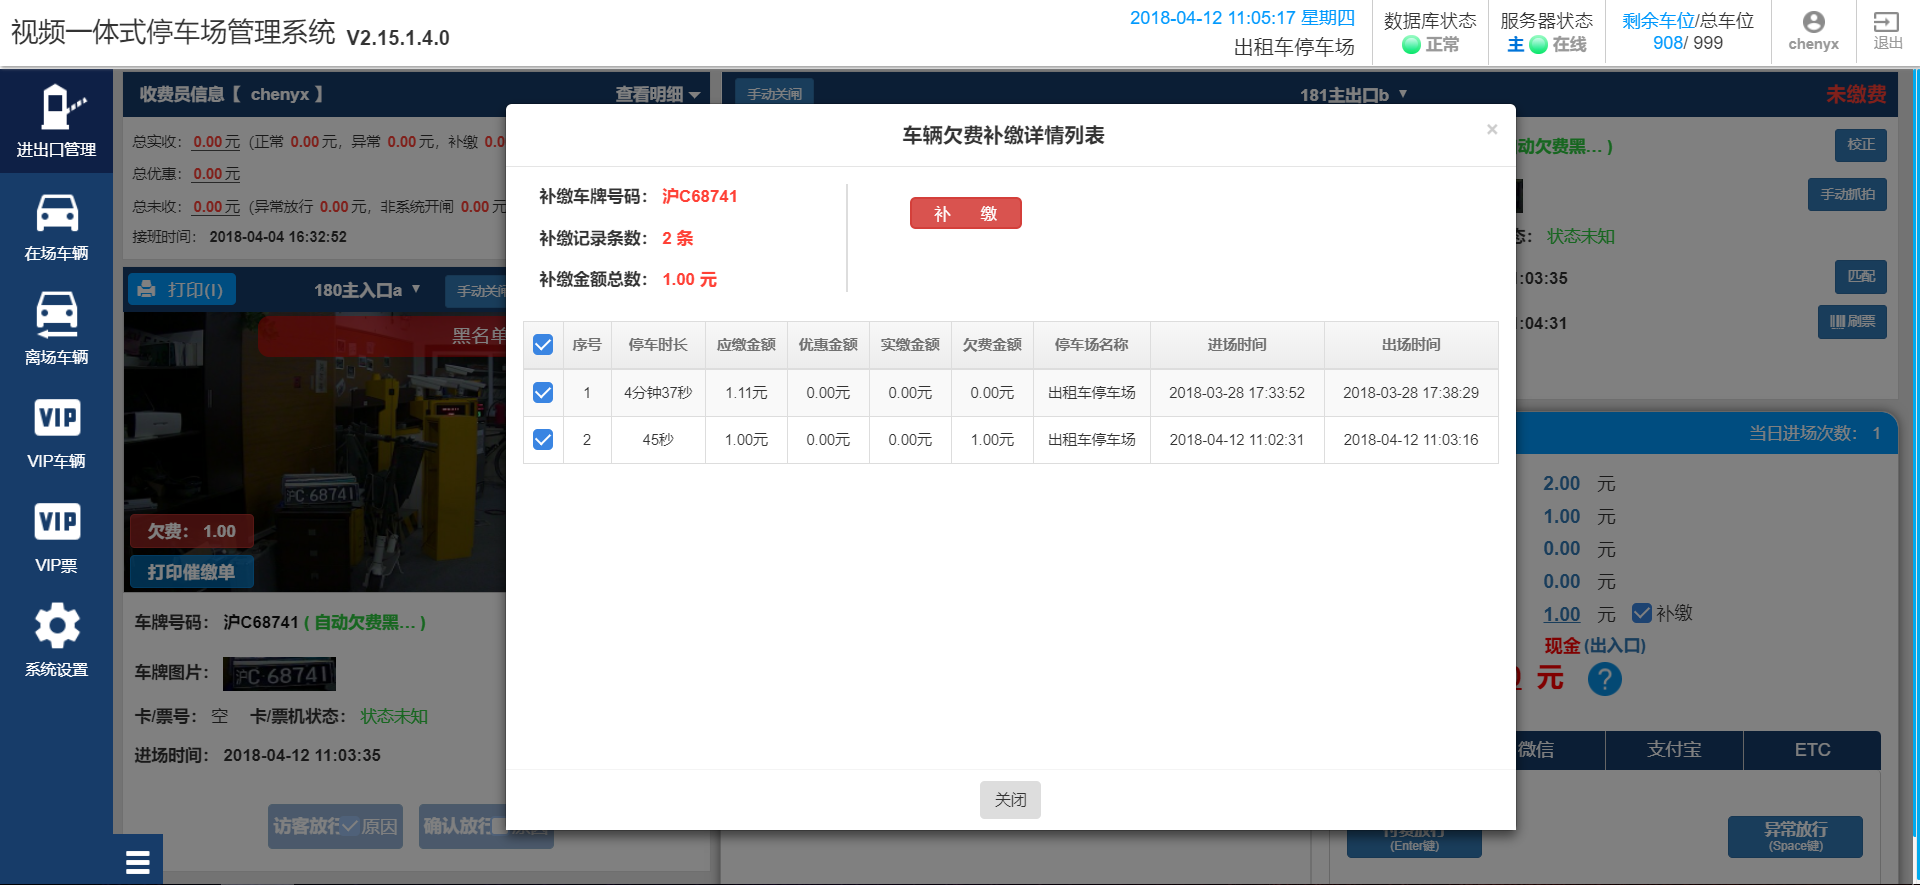 视频一体式停车场管理系统 V2.15.1.4.0
2018-04-12 11:05:17 星期四
出租车停车场
数据库状态
正常
服务器状态
主 在线
剩余车位/总车位
908/ 999
chenyx
退出
进出口管理
在场车辆
离场车辆
VIP
VIP车辆
VIP
VIP票
系统设置
收费员信息【 chenyx 】 查看明细
总实收： 0.00 元 (正常 0.00 元, 异常 0.00 元, 补缴 0.0
总优惠： 0.00 元
总未收： 0.00 元 (异常放行 0.00 元, 非系统开闸 0.00 元
接班时间： 2018-04-04 16:32:52
打印(I) 180主入口a ▼ 手动关闸
黑名单
沪C 68741
欠费： 1.00
打印催缴单
车牌号码： 沪C68741 ( 自动欠费黑... )
车牌图片： 沪C·68741
卡/票号： 空 卡/票机状态： 状态未知
进场时间： 2018-04-12 11:03:35
访客放行 原因
确认放行 原因
手动关闸 181主出口b ▼ 未缴费
车辆欠费补缴详情列表 ×
补缴车牌号码： 沪C68741
补缴记录条数： 2 条
补缴金额总数： 1.00 元
补 缴
序号 停车时长 应缴金额 优惠金额 实缴金额 欠费金额 停车场名称 进场时间 出场时间
1 4分钟37秒 1.11元 0.00元 0.00元 0.00元 出租车停车场 2018-03-28 17:33:52 2018-03-28 17:38:29
2 45秒 1.00元 0.00元 0.00元 1.00元 出租车停车场 2018-04-12 11:02:31 2018-04-12 11:03:16
关闭
动欠费黑... ) 校正
手动抓拍
态： 状态未知
1:03:35 匹配
1:04:31 刷票
当日进场次数： 1
2.00 元
1.00 元
0.00 元
0.00 元
1.00 元 补缴
现金 (出入口)
元 ?
微信 支付宝 ETC
付费放行
(Enter键)
异常放行
(Space键)